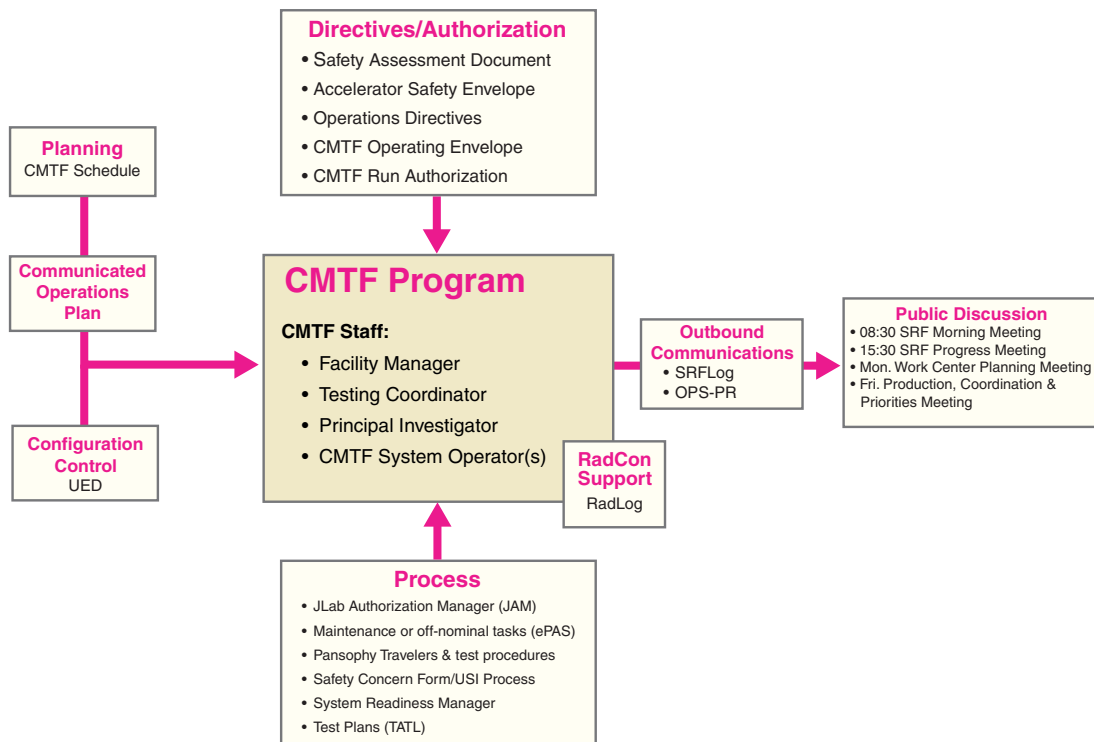 Directives/Authorization
• Safety Assessment Document
• Accelerator Safety Envelope
• Operations Directives
• CMTF Operating Envelope
• CMTF Run Authorization
Planning
CMTF Schedule
Communicated
Operations
Plan
Configuration
Control
UED
CMTF Program
CMTF Staff:
• Facility Manager
• Testing Coordinator
• Principal Investigator
• CMTF System Operator(s)
RadCon
Support
RadLog
Outbound
Communications
• SRFLog
• OPS-PR
Public Discussion
• 08:30 SRF Morning Meeting
• 15:30 SRF Progress Meeting
• Mon. Work Center Planning Meeting
• Fri. Production, Coordination &
Priorities Meeting
Process
• JLab Authorization Manager (JAM)
• Maintenance or off-nominal tasks (ePAS)
• Pansophy Travelers & test procedures
• Safety Concern Form/USI Process
• System Readiness Manager
• Test Plans (TATL)